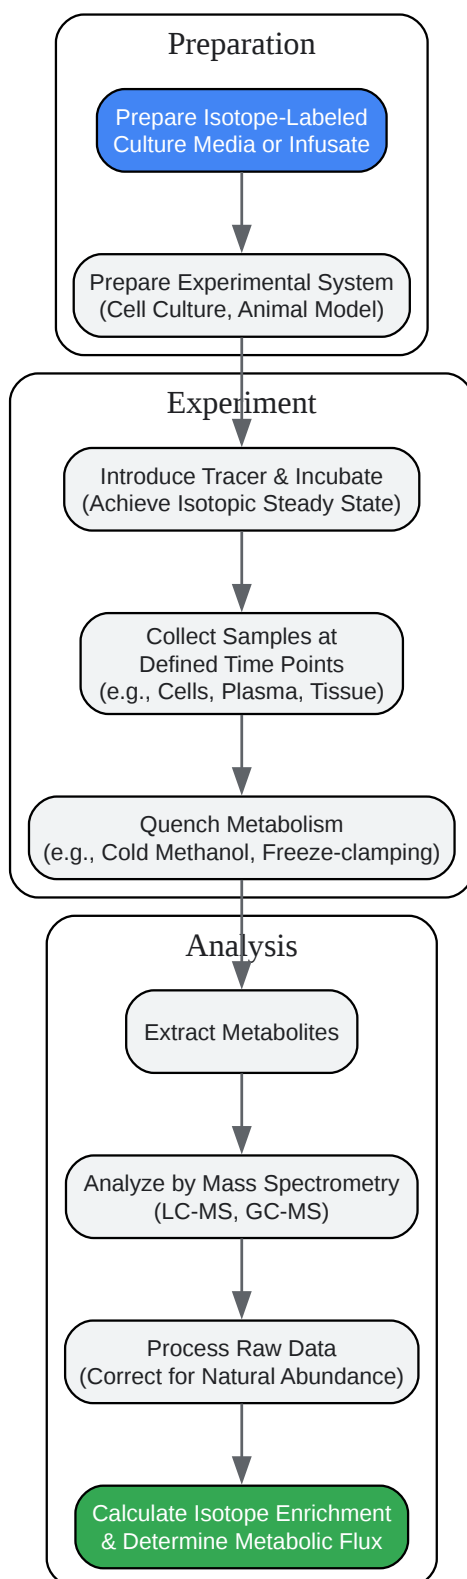 Preparation
Prepare Isotope-Labeled
Culture Media or Infusate
Prepare Experimental System
(Cell Culture, Animal Model)
Experiment
Introduce Tracer & Incubate
(Achieve Isotopic Steady State)
Collect Samples at
Defined Time Points
(e.g., Cells, Plasma, Tissue)
Quench Metabolism
(e.g., Cold Methanol, Freeze-clamping)
Analysis
Extract Metabolites
Analyze by Mass Spectrometry
(LC-MS, GC-MS)
Process Raw Data
(Correct for Natural Abundance)
Calculate Isotope Enrichment
& Determine Metabolic Flux